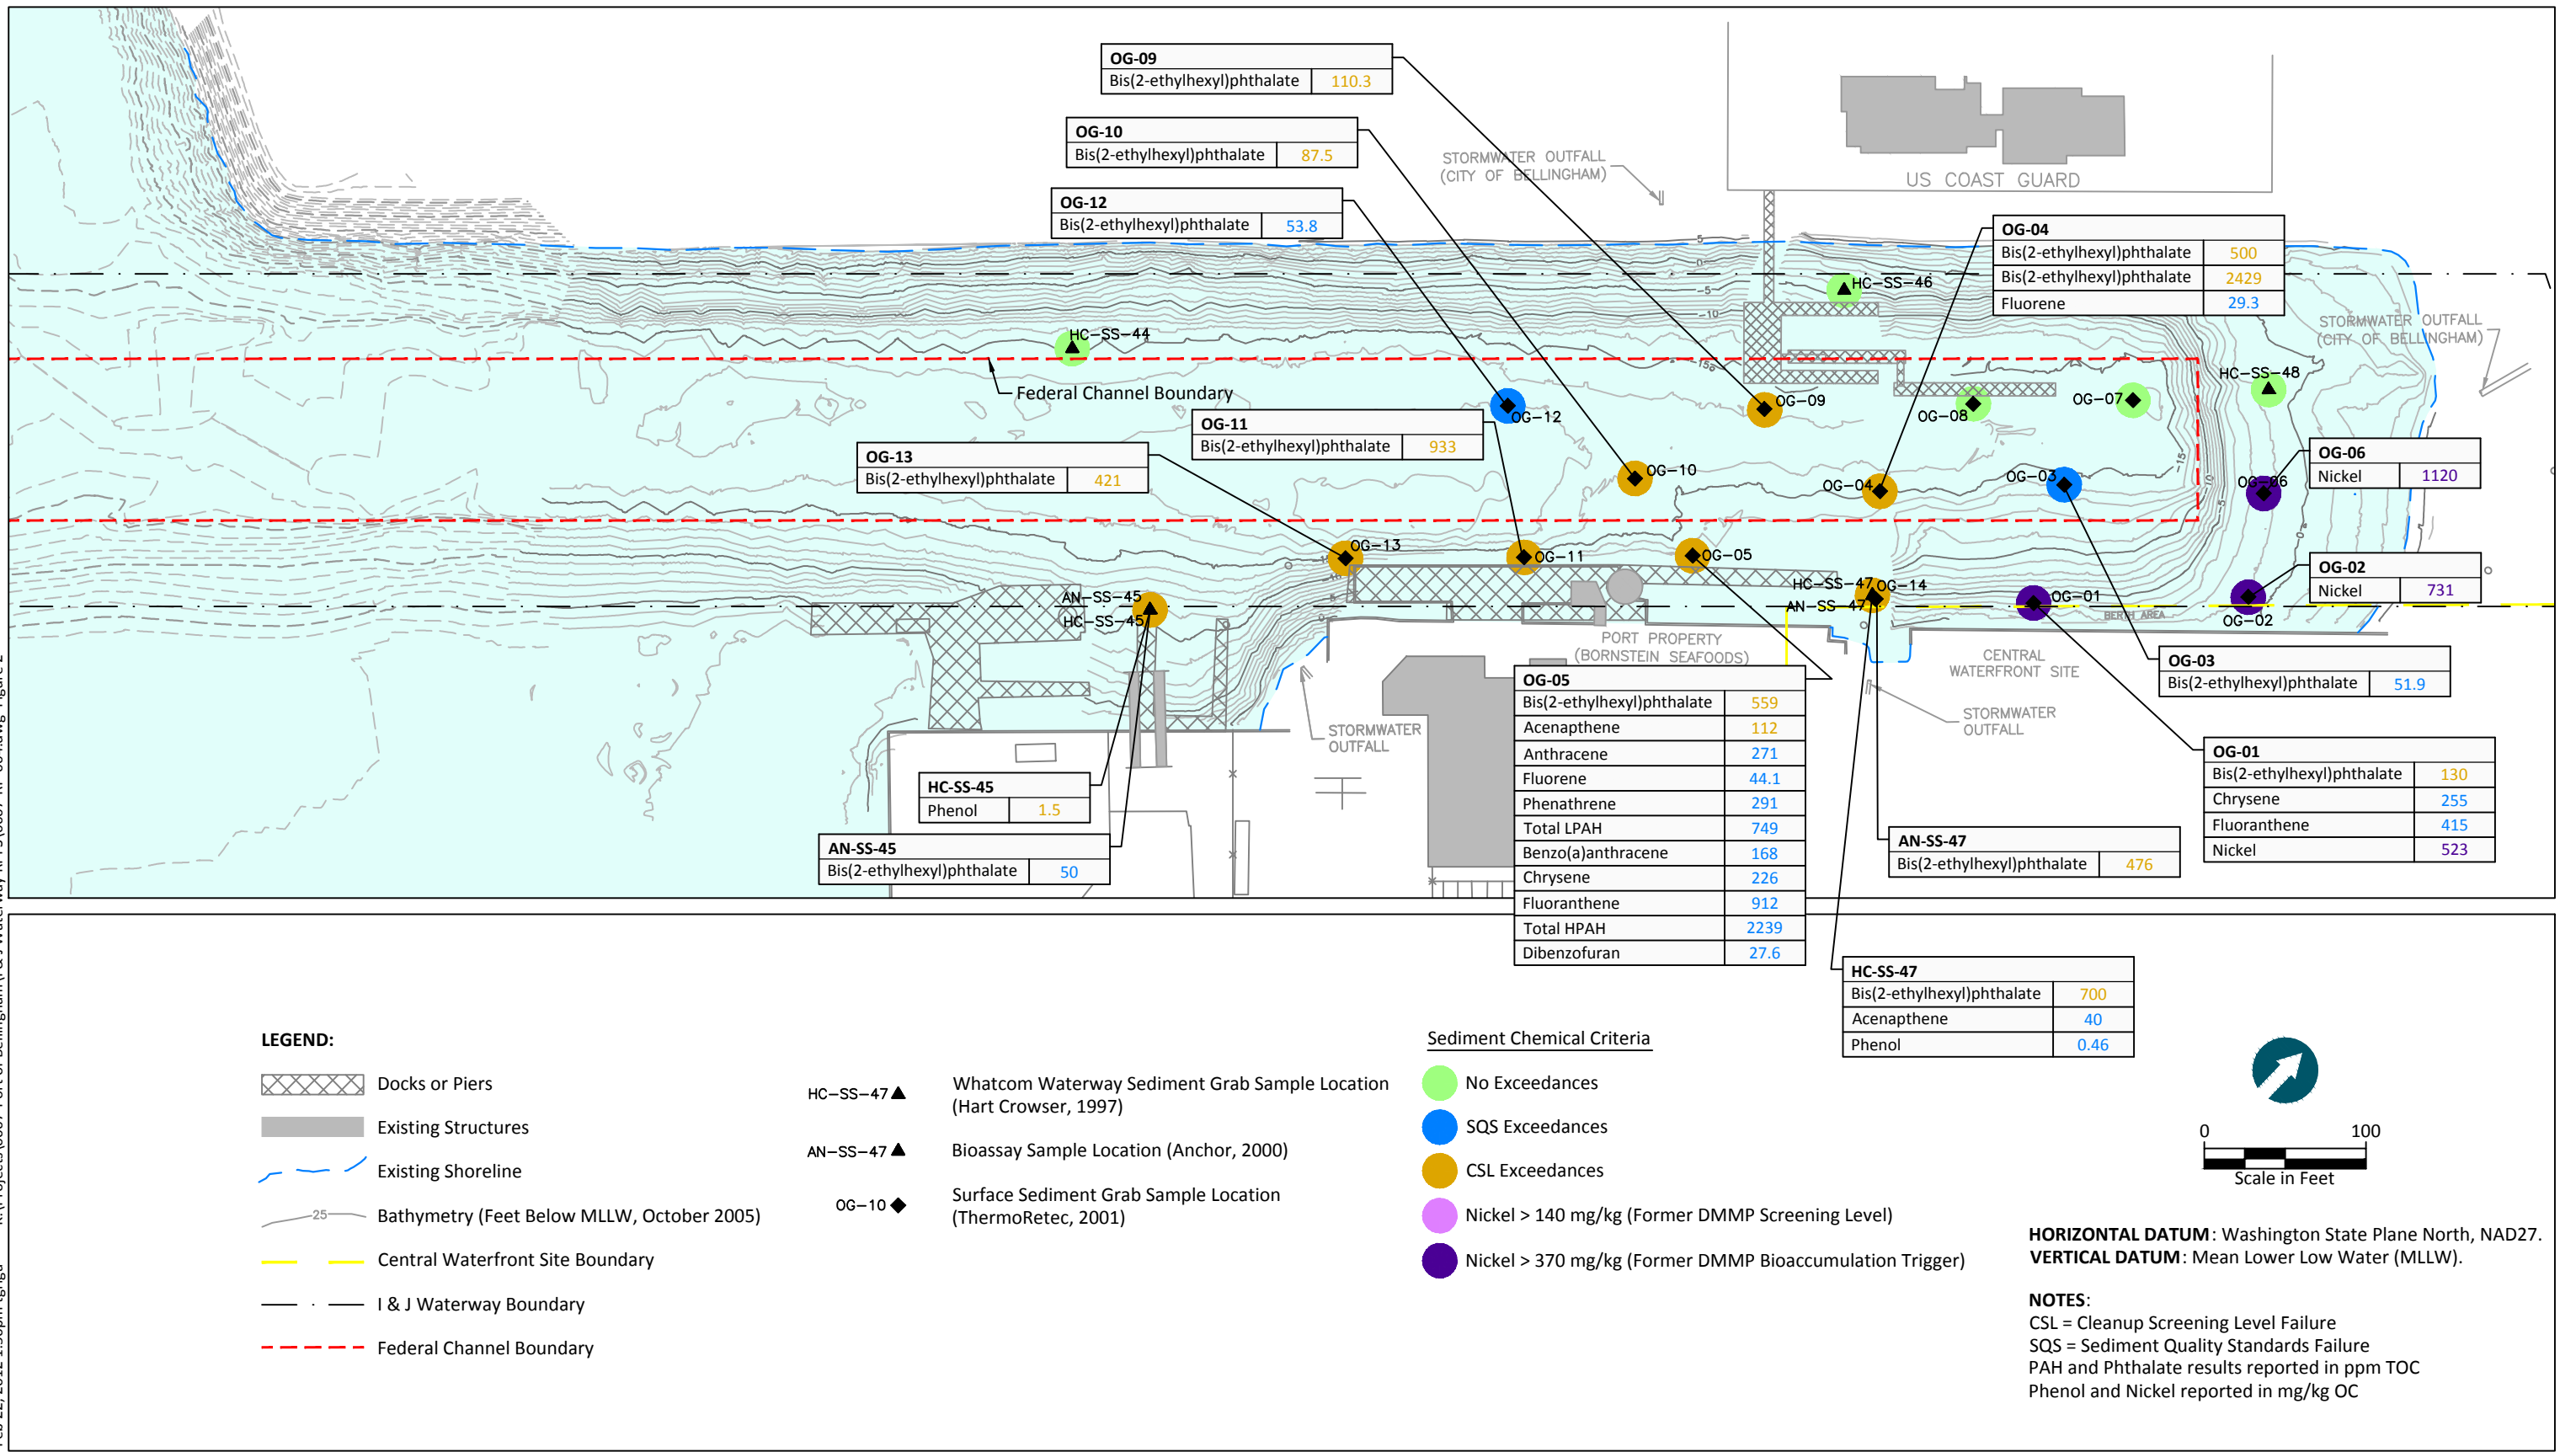 OG-09
Bis(2-ethylhexyl)phthalate 110.3
OG-10
Bis(2-ethylhexyl)phthalate 87.5
OG-12
Bis(2-ethylhexyl)phthalate 53.8
STORMWATER OUTFALL
(CITY OF BELLINGHAM)
US COAST GUARD
OG-04
Bis(2-ethylhexyl)phthalate 500
Bis(2-ethylhexyl)phthalate 2429
Fluorene 29.3
HC-SS-46
STORMWATER OUTFALL
(CITY OF BELLINGHAM)
HC-SS-44
HC-SS-48
Federal Channel Boundary
OG-12
OG-09
OG-08
OG-07
OG-11
Bis(2-ethylhexyl)phthalate 933
OG-13
Bis(2-ethylhexyl)phthalate 421
OG-10
OG-04
OG-03
OG-06
OG-06
Nickel 1120
OG-13
OG-11
OG-05
OG-02
Nickel 731
HC-SS-47
OG-14
AN-SS-47
OG-01
BERTH AREA
OG-02
AN-SS-45
HC-SS-45
PORT PROPERTY
(BORNSTEIN SEAFOODS)
CENTRAL
WATERFRONT SITE
OG-03
Bis(2-ethylhexyl)phthalate 51.9
STORMWATER
OUTFALL
STORMWATER
OUTFALL
OG-05
Bis(2-ethylhexyl)phthalate 559
Acenapthene 112
Anthracene 271
Fluorene 44.1
Phenathrene 291
Total LPAH 749
Benzo(a)anthracene 168
Chrysene 226
Fluoranthene 912
Total HPAH 2239
Dibenzofuran 27.6
OG-01
Bis(2-ethylhexyl)phthalate 130
Chrysene 255
Fluoranthene 415
Nickel 523
HC-SS-45
Phenol 1.5
AN-SS-45
Bis(2-ethylhexyl)phthalate 50
AN-SS-47
Bis(2-ethylhexyl)phthalate 476
HC-SS-47
Bis(2-ethylhexyl)phthalate 700
Acenapthene 40
Phenol 0.46
LEGEND:
Docks or Piers
Existing Structures
Existing Shoreline
25 Bathymetry (Feet Below MLLW, October 2005)
Central Waterfront Site Boundary
I & J Waterway Boundary
Federal Channel Boundary
HC-SS-47 Whatcom Waterway Sediment Grab Sample Location
(Hart Crowser, 1997)
AN-SS-47 Bioassay Sample Location (Anchor, 2000)
OG-10 Surface Sediment Grab Sample Location
(ThermoRetec, 2001)
Sediment Chemical Criteria
No Exceedances
SQS Exceedances
CSL Exceedances
Nickel > 140 mg/kg (Former DMMP Screening Level)
Nickel > 370 mg/kg (Former DMMP Bioaccumulation Trigger)
0 100
Scale in Feet
HORIZONTAL DATUM: Washington State Plane North, NAD27.
VERTICAL DATUM: Mean Lower Low Water (MLLW).
NOTES:
CSL = Cleanup Screening Level Failure
SQS = Sediment Quality Standards Failure
PAH and Phthalate results reported in ppm TOC
Phenol and Nickel reported in mg/kg OC